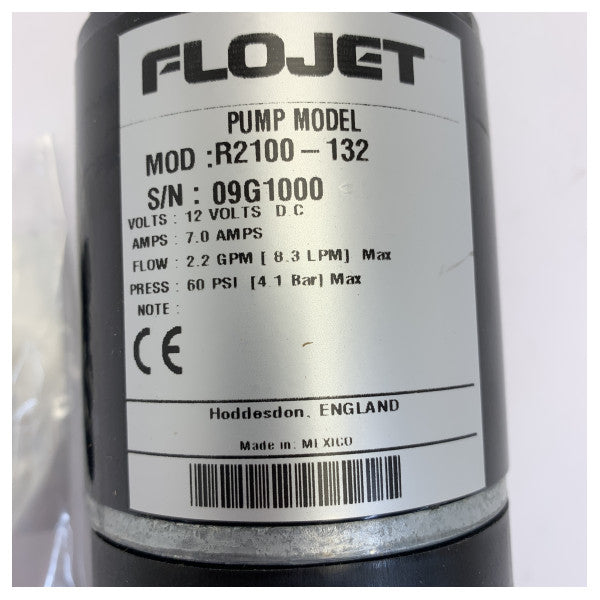 FLOJET
PUMP MODEL
MOD : R2100-132
S/N : 09G1000
VOLTS : 12 VOLTS D C
AMPS : 7.0 AMPS
FLOW : 2.2 GPM [ 8.3 LPM] Max
PRESS : 60 PSI [4 1 Bar] Max
NOTE :
CE
Hoddesdon, ENGLAND
Made in: MEXICO